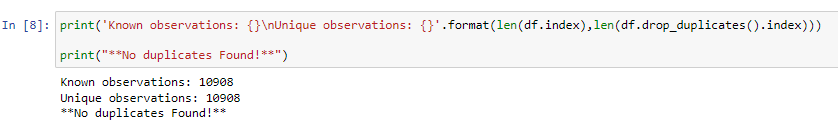 In [8]: print('Known observations: {}\nUnique observations: {}'.format(len(df.index),len(df.drop_duplicates().index)))
print("**No duplicates Found!**")
Known observations: 10908
Unique observations: 10908
**No duplicates Found!**